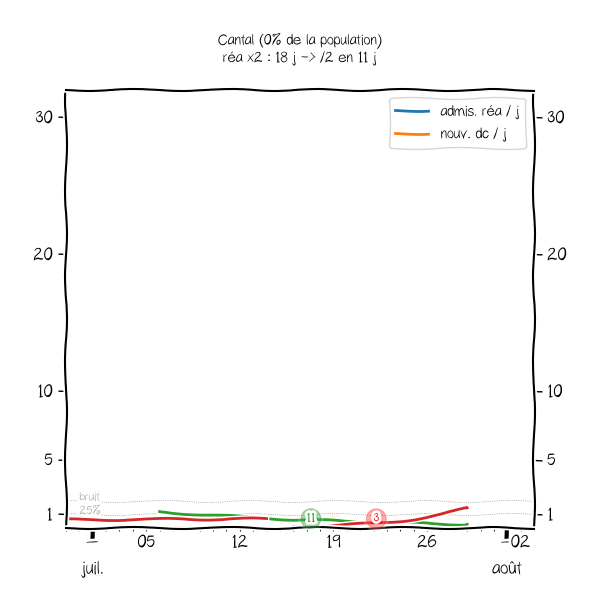 Cantal (0% de la population)
réa x2 : 18 j -> /2 en 11 j
admis. réa / j
nouv. dc / j
30
30
20
20
10
10
5
5
bruit
25%
1
1
11
3
05
12
19
26
02
juil.
août